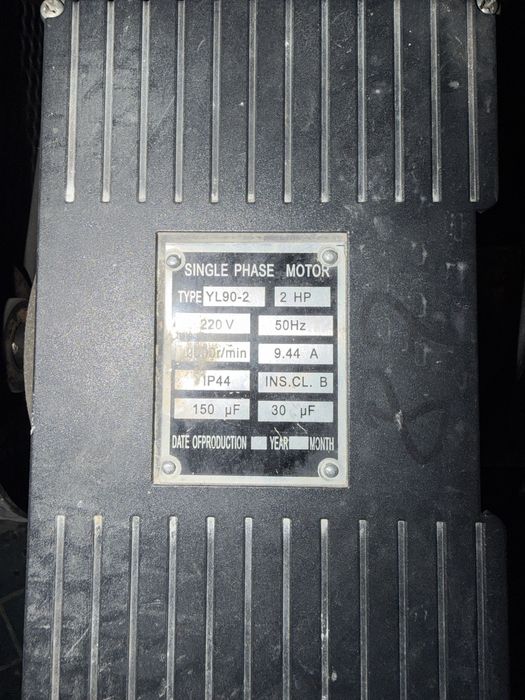 SINGLE PHASE MOTOR
TYPE YL90-2 2 HP
220 V 50Hz
r/min 9.44 A
IP44 INS.CL. B
150 µF 30 µF
DATE OFPRODUCTION YEAR MONTH